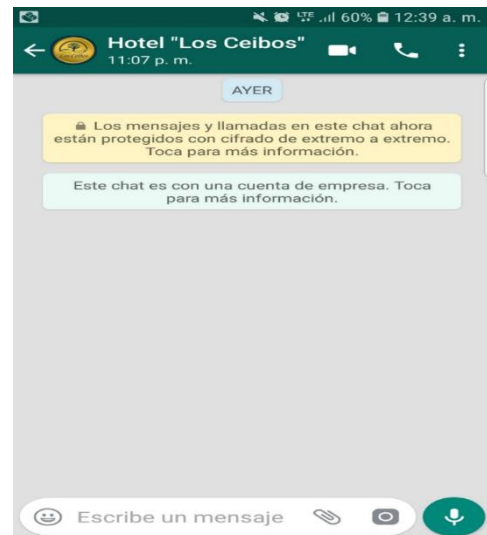 LTE 60% 12:39 a. m.
Hotel "Los Ceibos"
11:07 p. m.
AYER
Los mensajes y llamadas en este chat ahora
están protegidos con cifrado de extremo a extremo.
Toca para más información.
Este chat es con una cuenta de empresa. Toca
para más información.
Escribe un mensaje